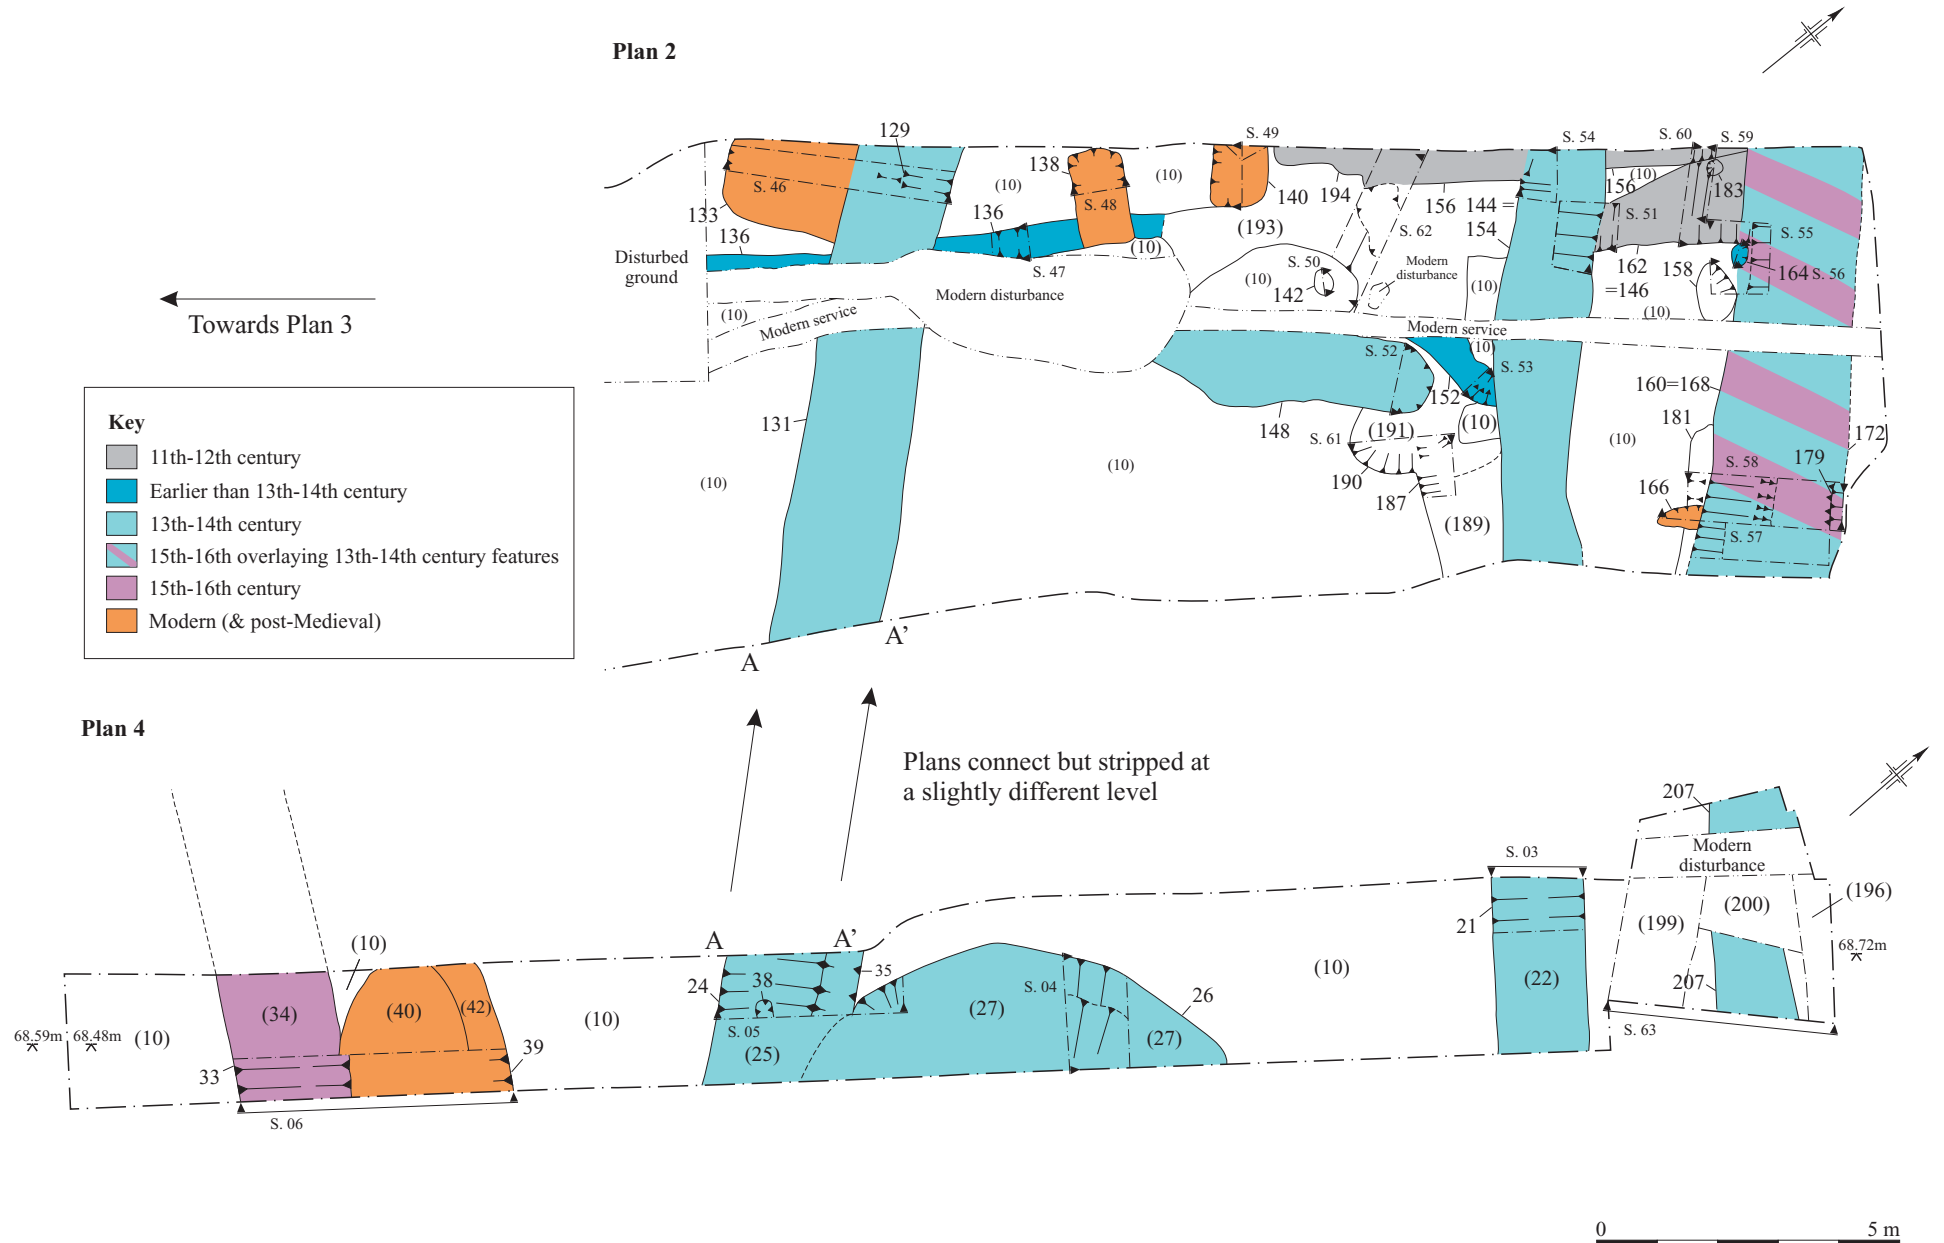 Plan 2
129
S. 49
S. 54
S. 60
S. 59
138
(10)
(10)
S. 46
S. 48
133
136
136
140
194
156
144 =
154
156
(10)
183
S. 51
(193)
S. 62
S. 55
(10)
S. 47
Disturbed
ground
S. 50
(10)
142
Modern
disturbance
(10)
162
=146
158
164
S. 56
Modern disturbance
(10)
Modern service
(10)
Modern service
Towards Plan 3
S. 52
(10)
S. 53
152
160=168
181
131
148
S. 61
(191)
(10)
(10)
172
(10)
(10)
190
187
(189)
S. 58
179
166
S. 57
A
A’
Key
11th-12th century
Earlier than 13th-14th century
13th-14th century
15th-16th overlaying 13th-14th century features
15th-16th century
Modern (& post-Medieval)
Plan 4
Plans connect but stripped at
a slightly different level
207
Modern
disturbance
S. 03
(196)
(200)
(199)
68.72m
21
A
A’
(10)
35
24
38
S. 04
(10)
(22)
207
26
(34)
(40)
(42)
(27)
(27)
S. 05
(25)
(10)
S. 63
68.59m
68.48m
(10)
39
33
S. 06
0
5 m